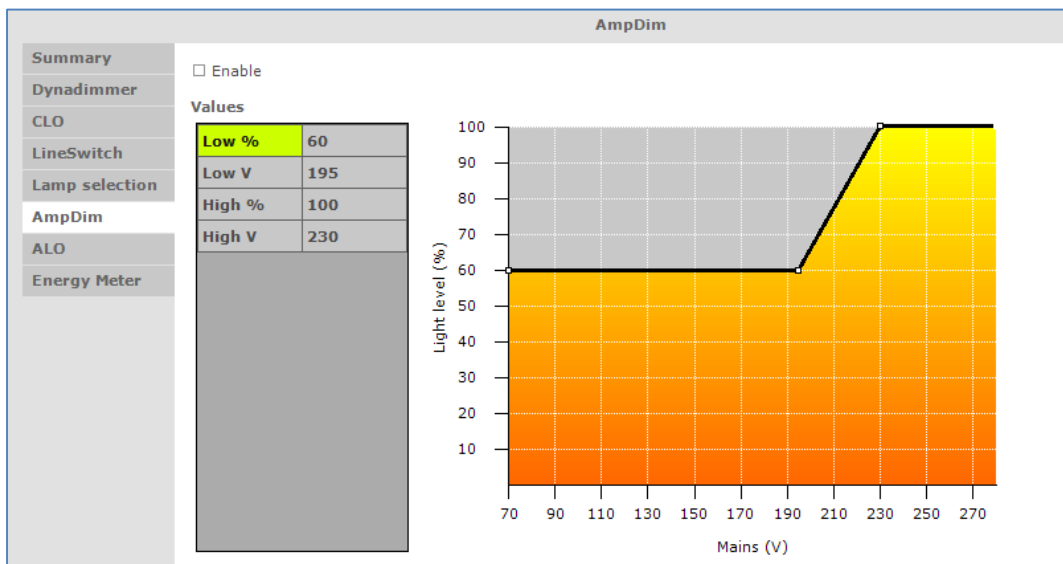 AmpDim
Summary
Dynadimmer
CLO
LineSwitch
Lamp selection
AmpDim
ALO
Energy Meter
Enable
Values
Low % 60
Low V 195
High % 100
High V 230
Light level (%)
100
90
80
70
60
50
40
30
20
10
70 90 110 130 150 170 190 210 230 250 270
Mains (V)